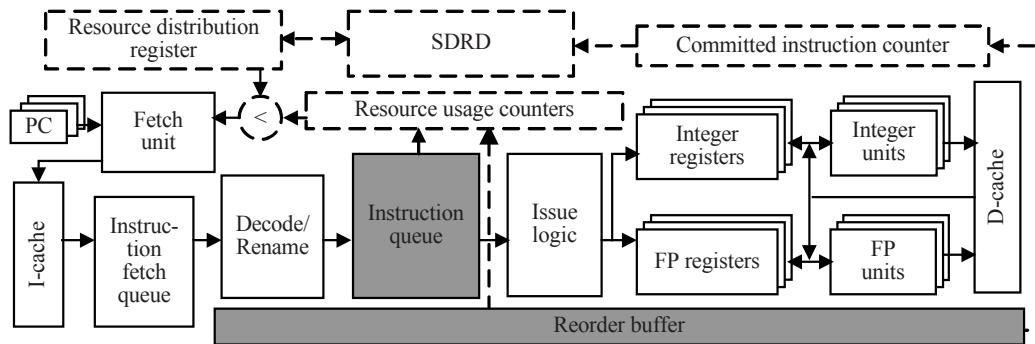 Resource distribution
register
SDRD
Committed instruction counter
Resource usage counters
<
PC
Fetch
unit
Integer
registers
Integer
units
I-cache
Instruc-
tion
fetch
queue
Decode/
Rename
Instruction
queue
Issue
logic
FP registers
FP
units
D-cache
Reorder buffer